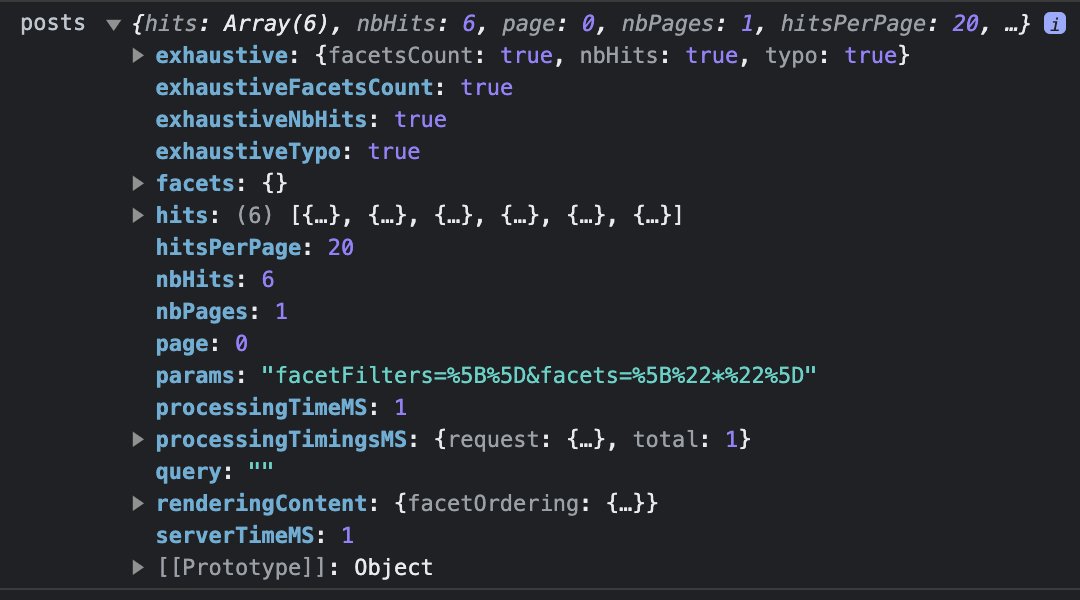 posts ▼ {hits: Array(6), nbHits: 6, page: 0, nbPages: 1, hitsPerPage: 20, …} i
▶ exhaustive: {facetsCount: true, nbHits: true, typo: true}
exhaustiveFacetsCount: true
exhaustiveNbHits: true
exhaustiveTypo: true
▶ facets: {}
▶ hits: (6) [{…}, {…}, {…}, {…}, {…}, {…}]
hitsPerPage: 20
nbHits: 6
nbPages: 1
page: 0
params: "facetFilters=%5B%5D&facets=%5B%22*%22%5D"
processingTimeMS: 1
▶ processingTimingsMS: {request: {…}, total: 1}
query: ""
▶ renderingContent: {facetOrdering: {…}}
serverTimeMS: 1
▶ [[Prototype]]: Object